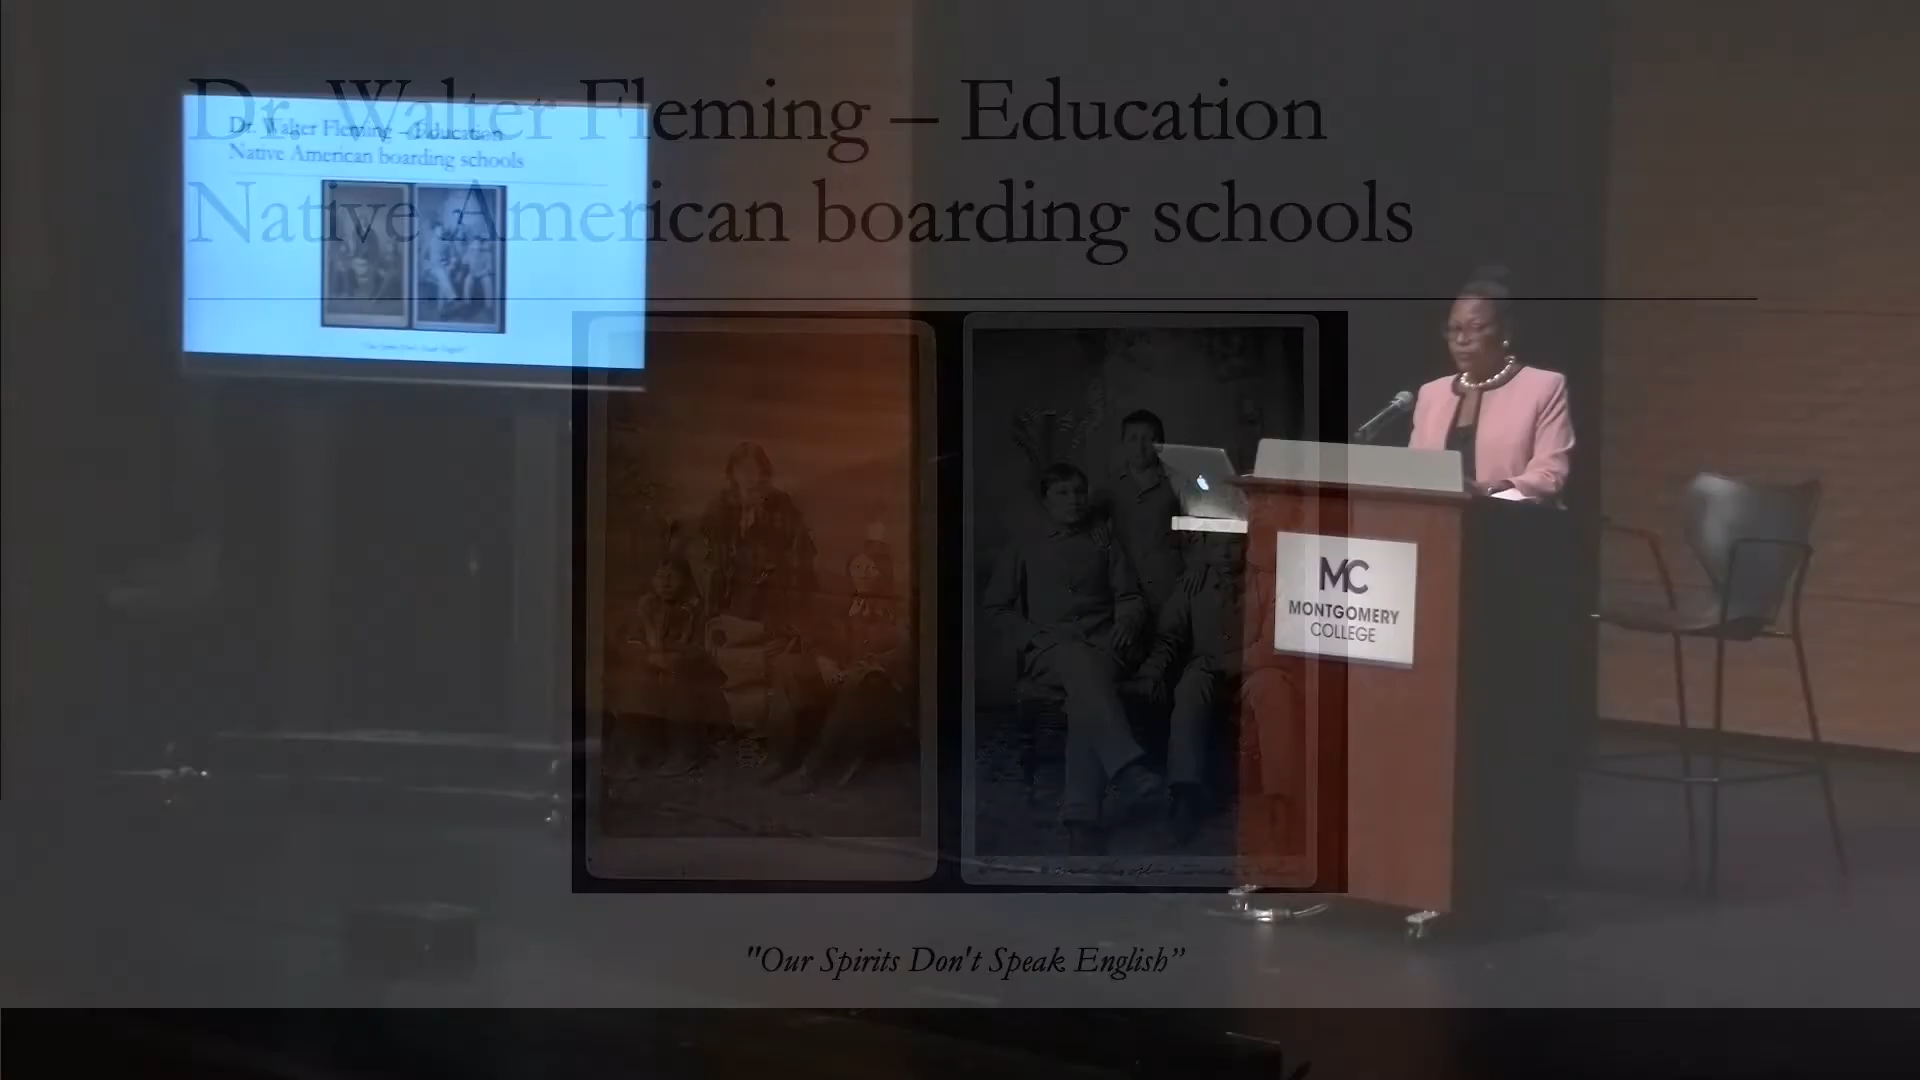 Dr. Walter Fleming – Education
Native American boarding schools
Dr. Walter Fleming – Education
Native American boarding schools
MC
MONTGOMERY
COLLEGE
"Our Spirits Don't Speak English”